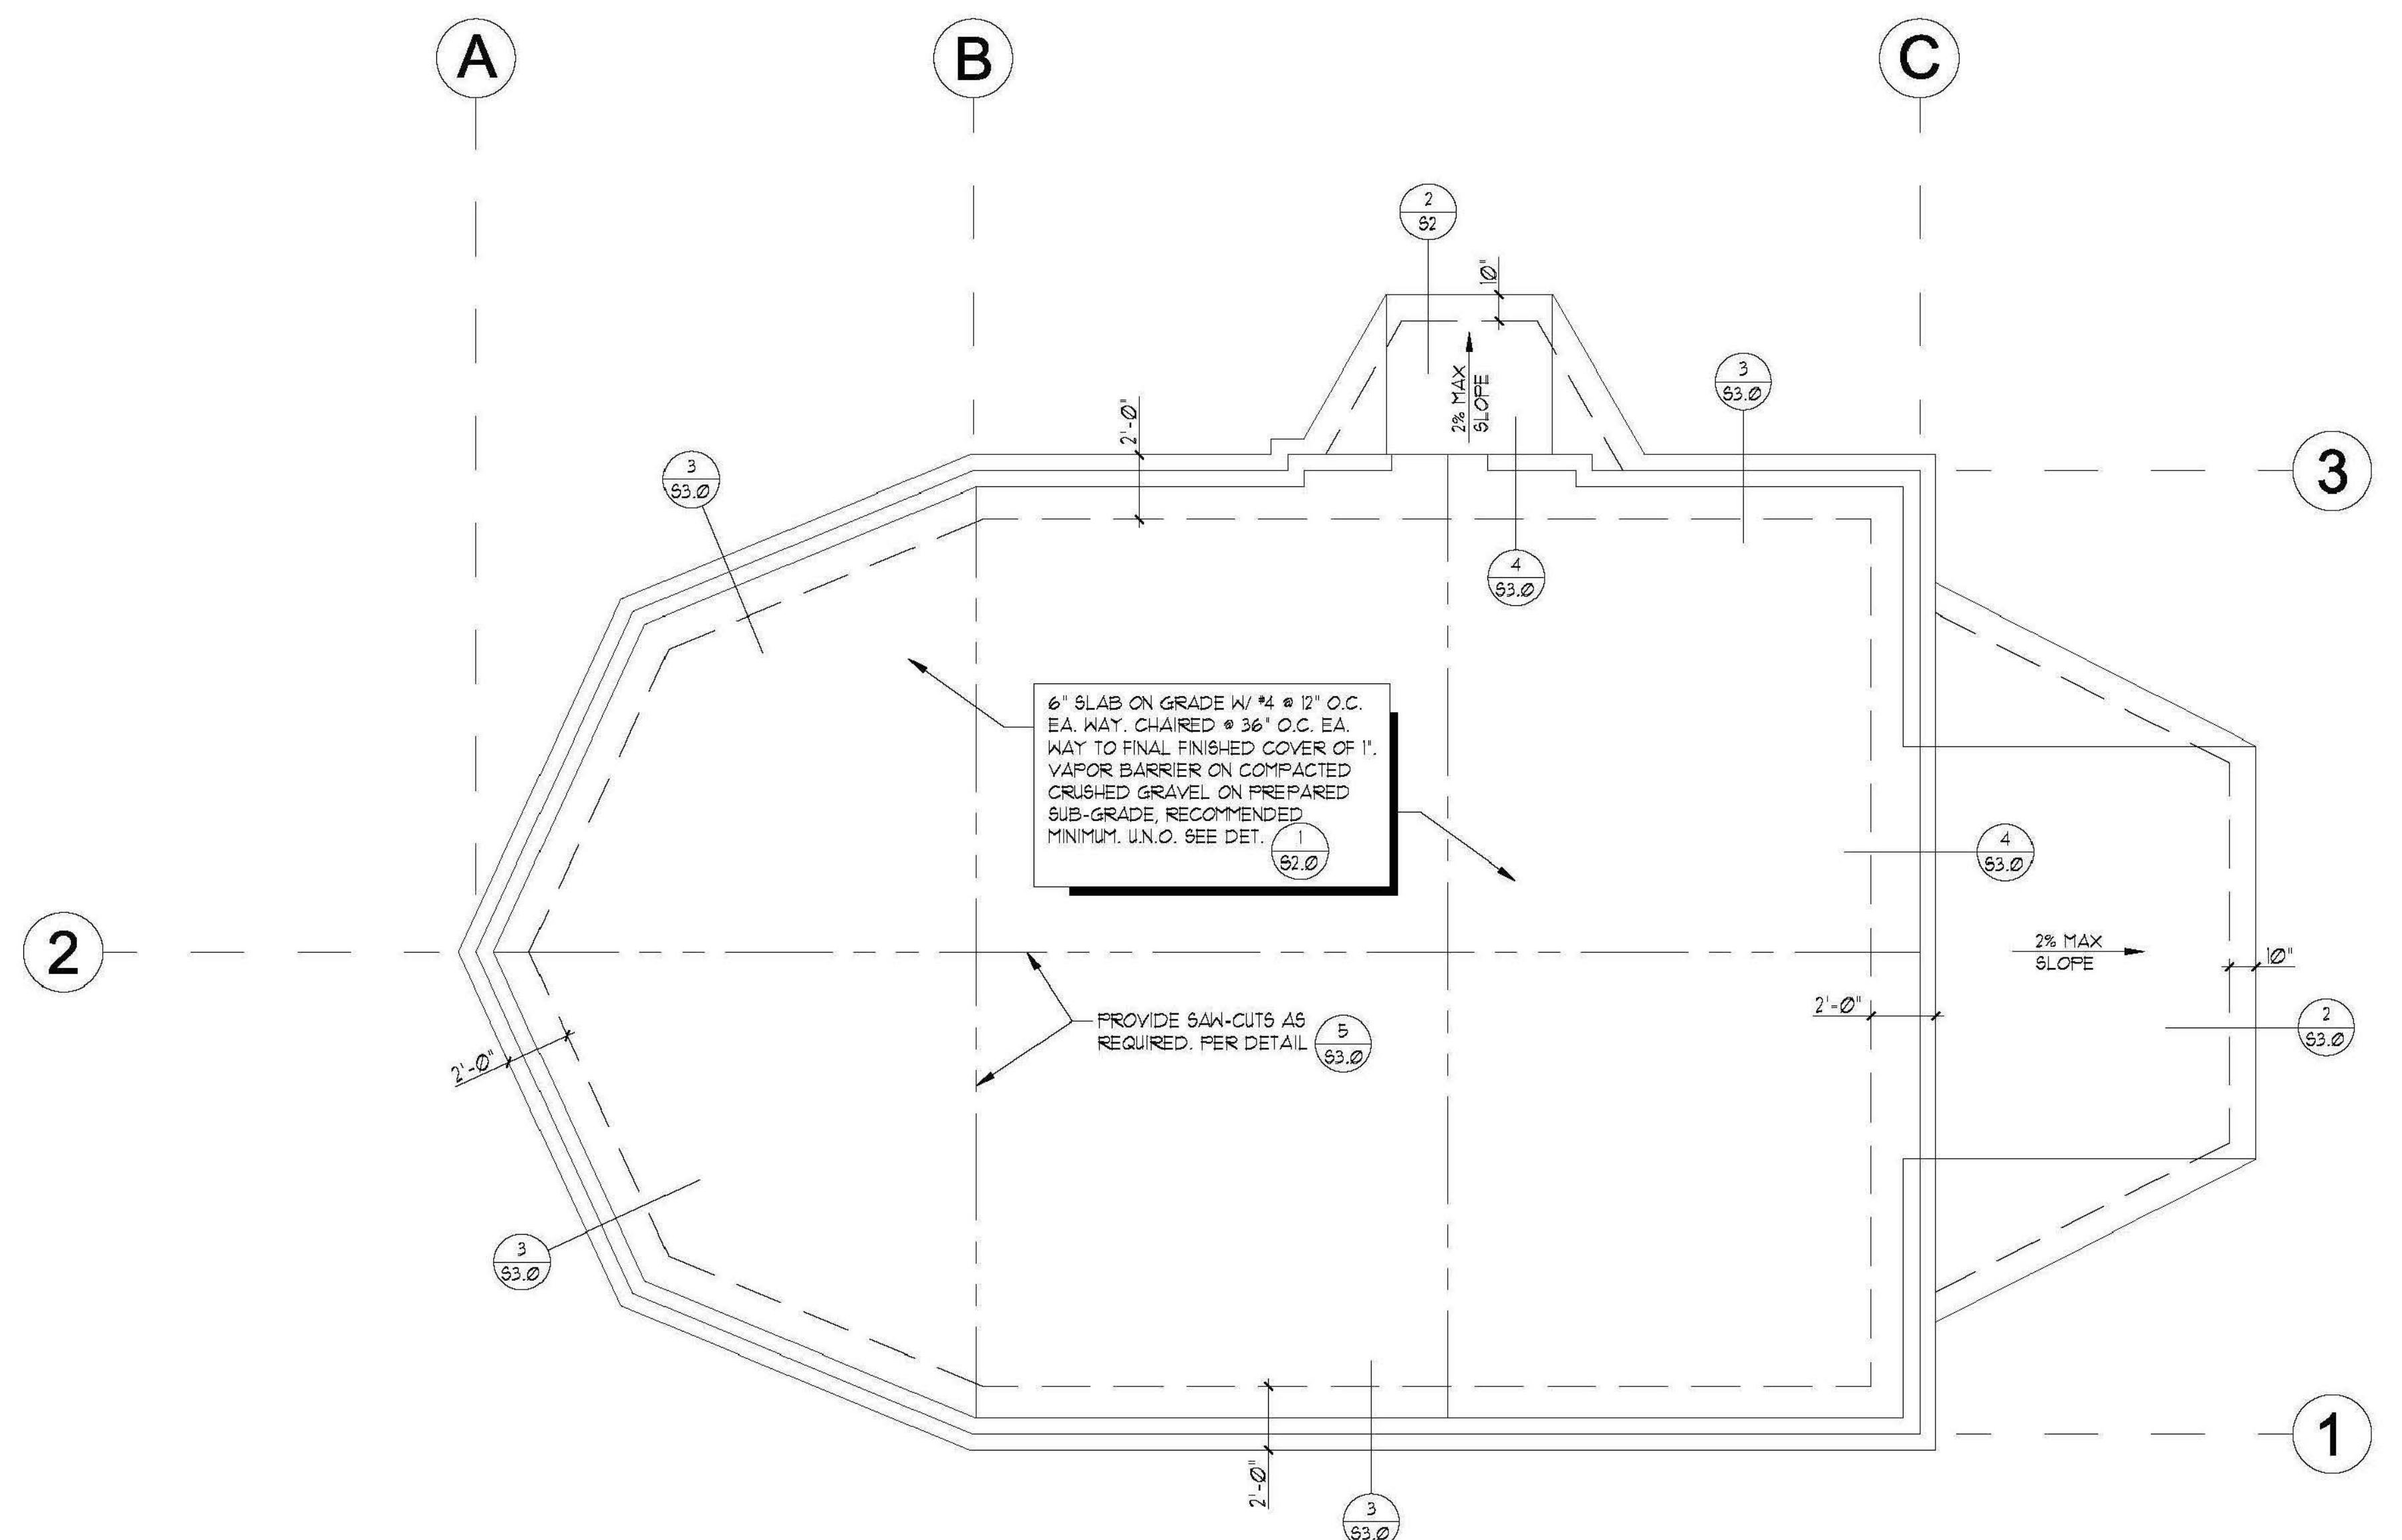 A
B
C
2
S2
10"
2% MAX
SLOPE
3
S3.0
2'-0"
3
S3.0
3
4
S3.0
6" SLAB ON GRADE W/ #4 @ 12" O.C.
EA. WAY. CHAIRED @ 36" O.C. EA.
WAY TO FINAL FINISHED COVER OF 1".
VAPOR BARRIER ON COMPACTED
CRUSHED GRAVEL ON PREPARED
SUB-GRADE, RECOMMENDED
MINIMUM. U.N.O. SEE DET.
1
S2.0
4
S3.0
2
2% MAX
SLOPE
10"
2'-0"
PROVIDE SAW-CUTS AS
REQUIRED. PER DETAIL
5
S3.0
2
S3.0
2'-0"
3
S3.0
1
2'-0"
3
S3.0